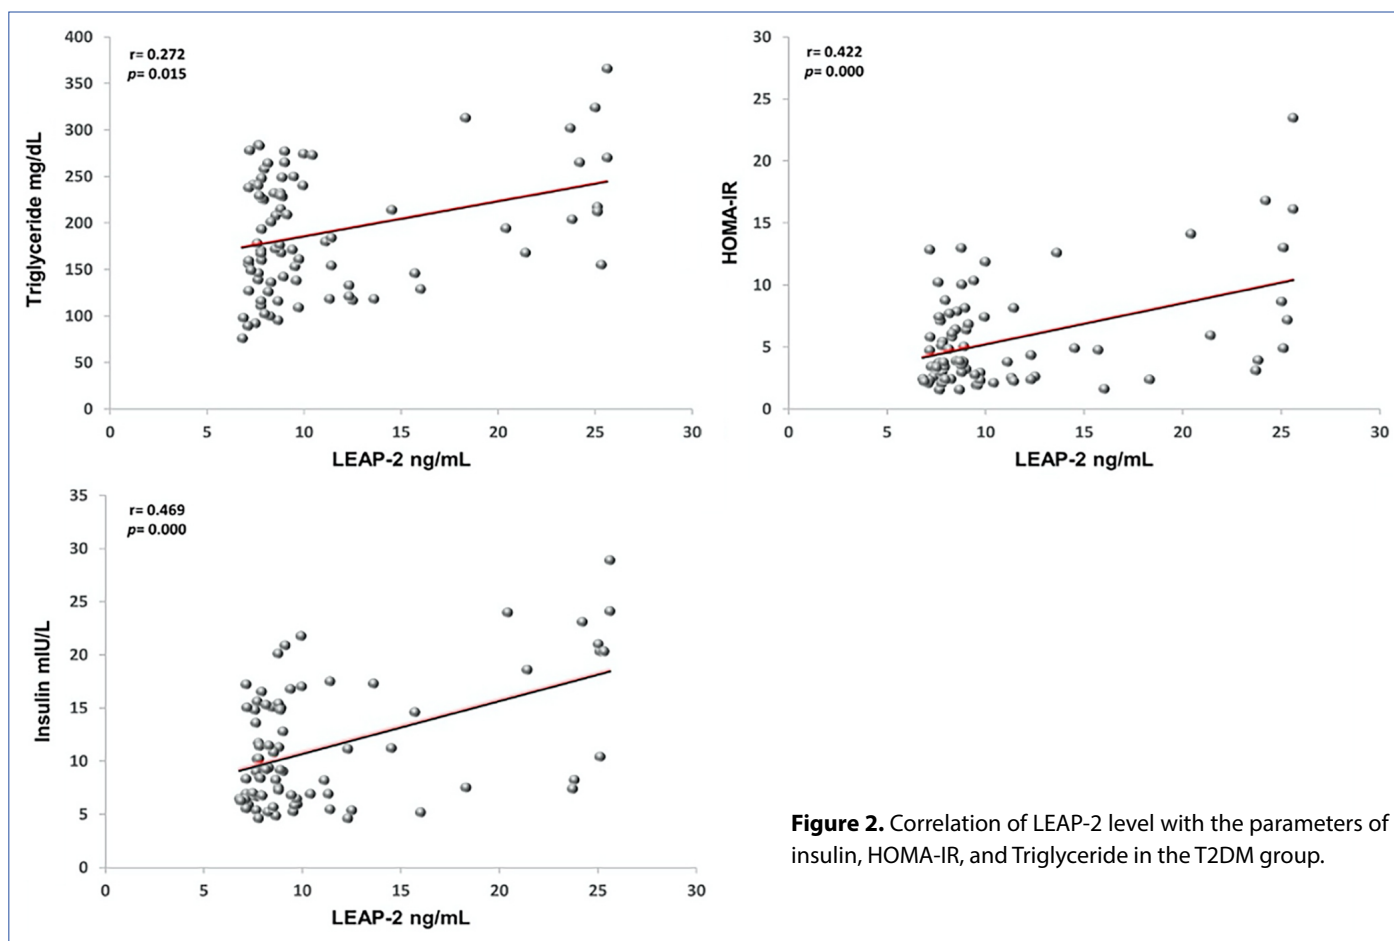 r= 0.272
p= 0.015
Triglyceride mg/dL
400
350
300
250
200
150
100
50
0
0 5 10 15 20 25 30
LEAP-2 ng/mL
r= 0.422
p= 0.000
HOMA-IR
30
25
20
15
10
5
0
0 5 10 15 20 25 30
LEAP-2 ng/mL
r= 0.469
p= 0.000
Insulin mIU/L
35
30
25
20
15
10
5
0
0 5 10 15 20 25 30
LEAP-2 ng/mL
Figure 2. Correlation of LEAP-2 level with the parameters of
insulin, HOMA-IR, and Triglyceride in the T2DM group.